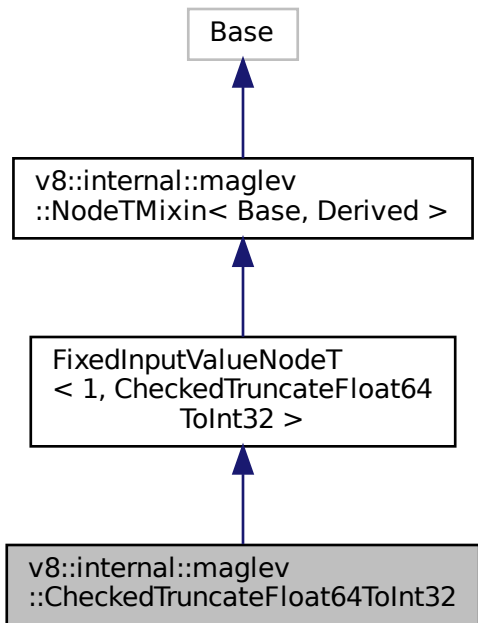 Base
v8::internal::maglev
::NodeTMixin< Base, Derived >
FixedInputValueNodeT
< 1, CheckedTruncateFloat64
ToInt32 >
v8::internal::maglev
::CheckedTruncateFloat64ToInt32